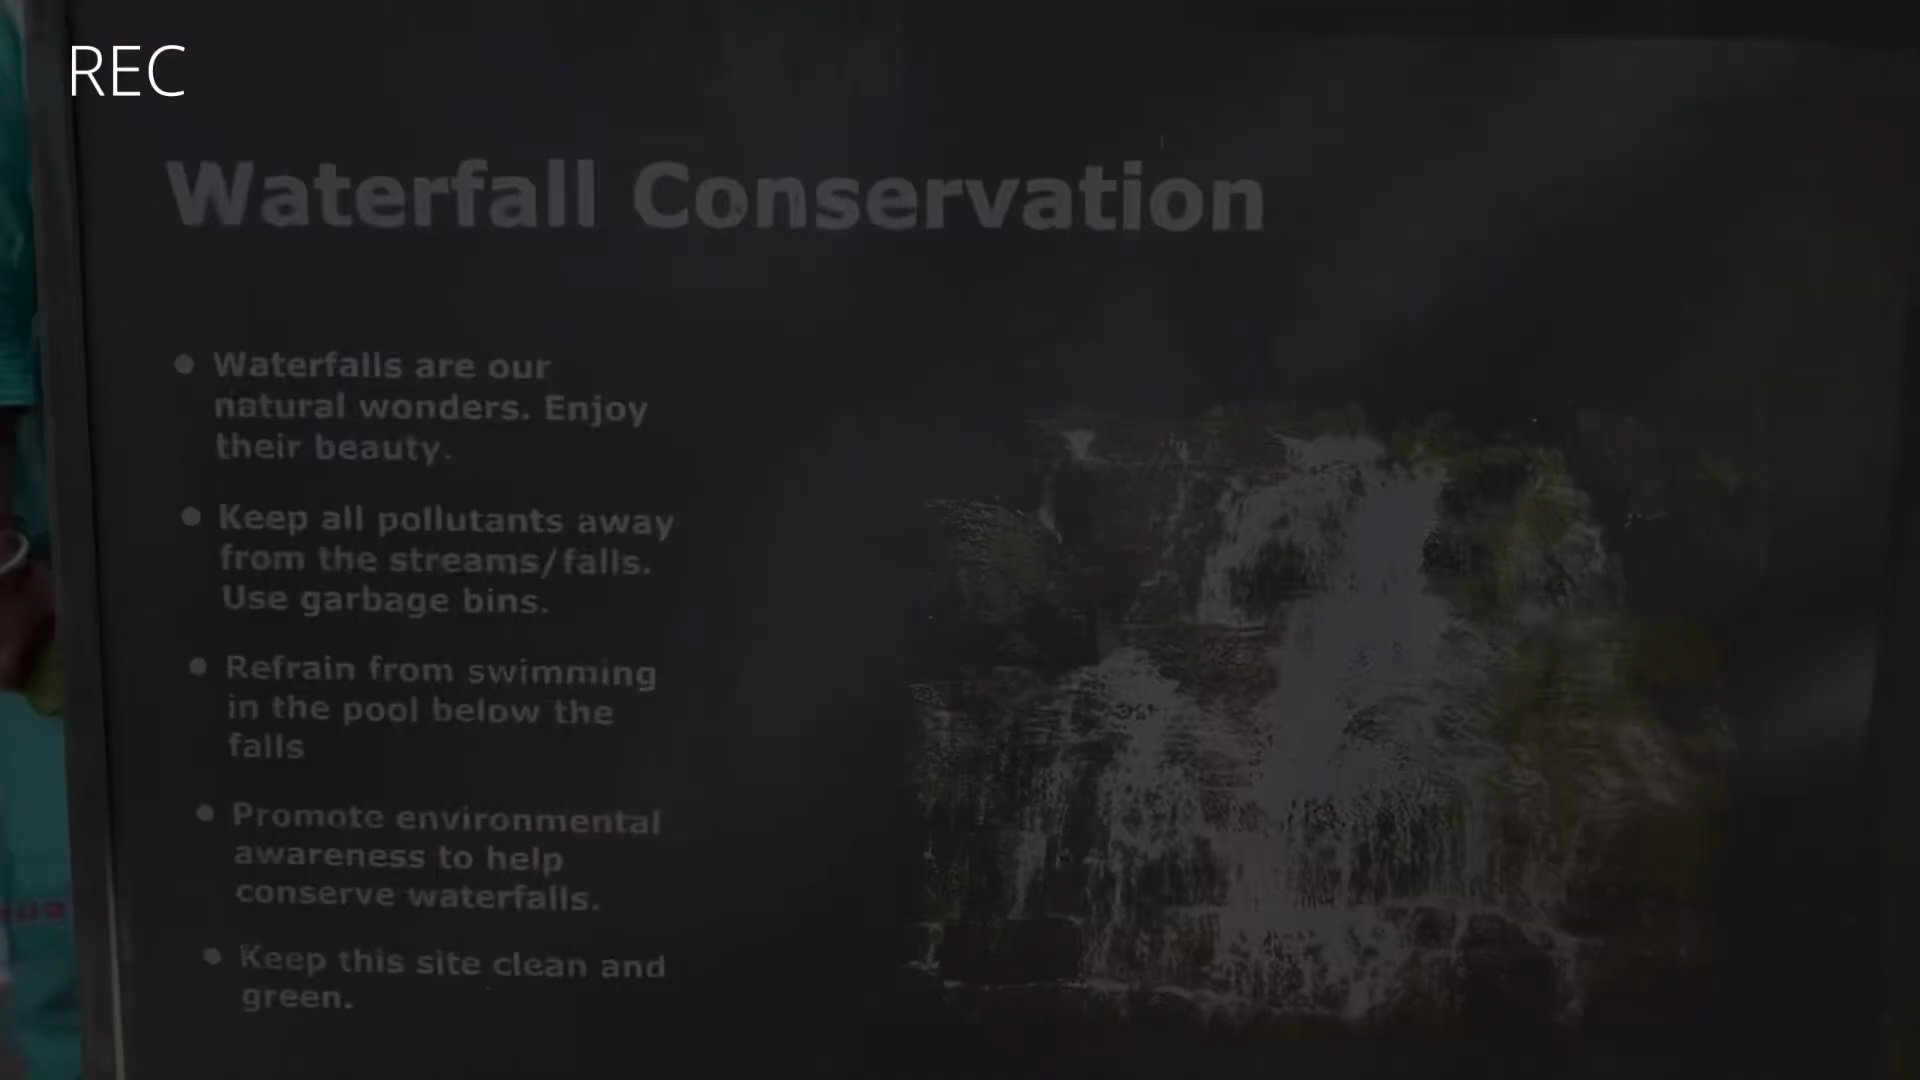 REC
Waterfall Conservation
● Waterfalls are our
natural wonders. Enjoy
their beauty.
● Keep all pollutants away
from the streams/falls.
Use garbage bins.
● Refrain from swimming
in the pool below the
falls
● Promote environmental
awareness to help
conserve waterfalls.
● Keep this site clean and
green.